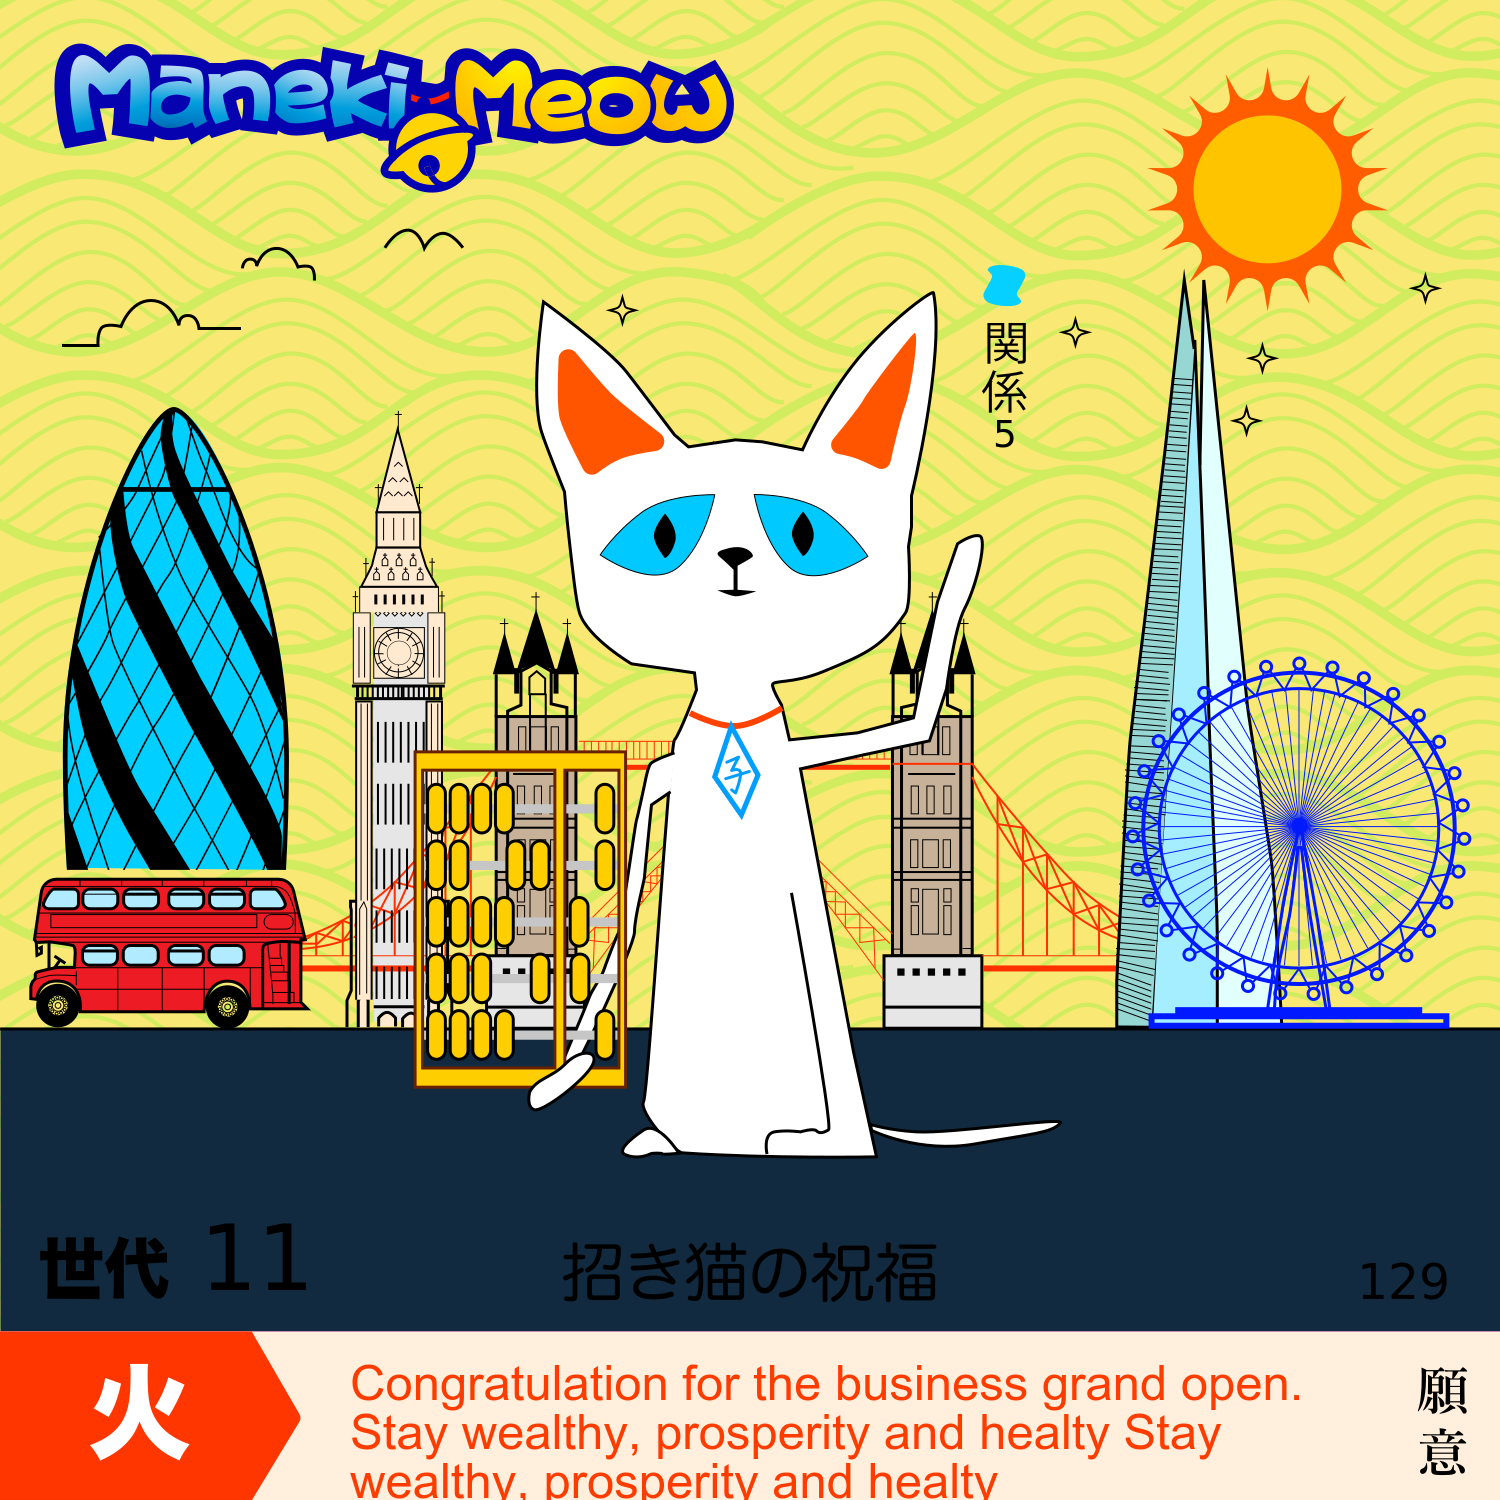 Maneki-Meow
関
係
5
子
世代 11
招き猫の祝福
129
火
Congratulation for the business grand open.
Stay wealthy, prosperity and healty Stay
wealthy, prosperity and healty
願
意